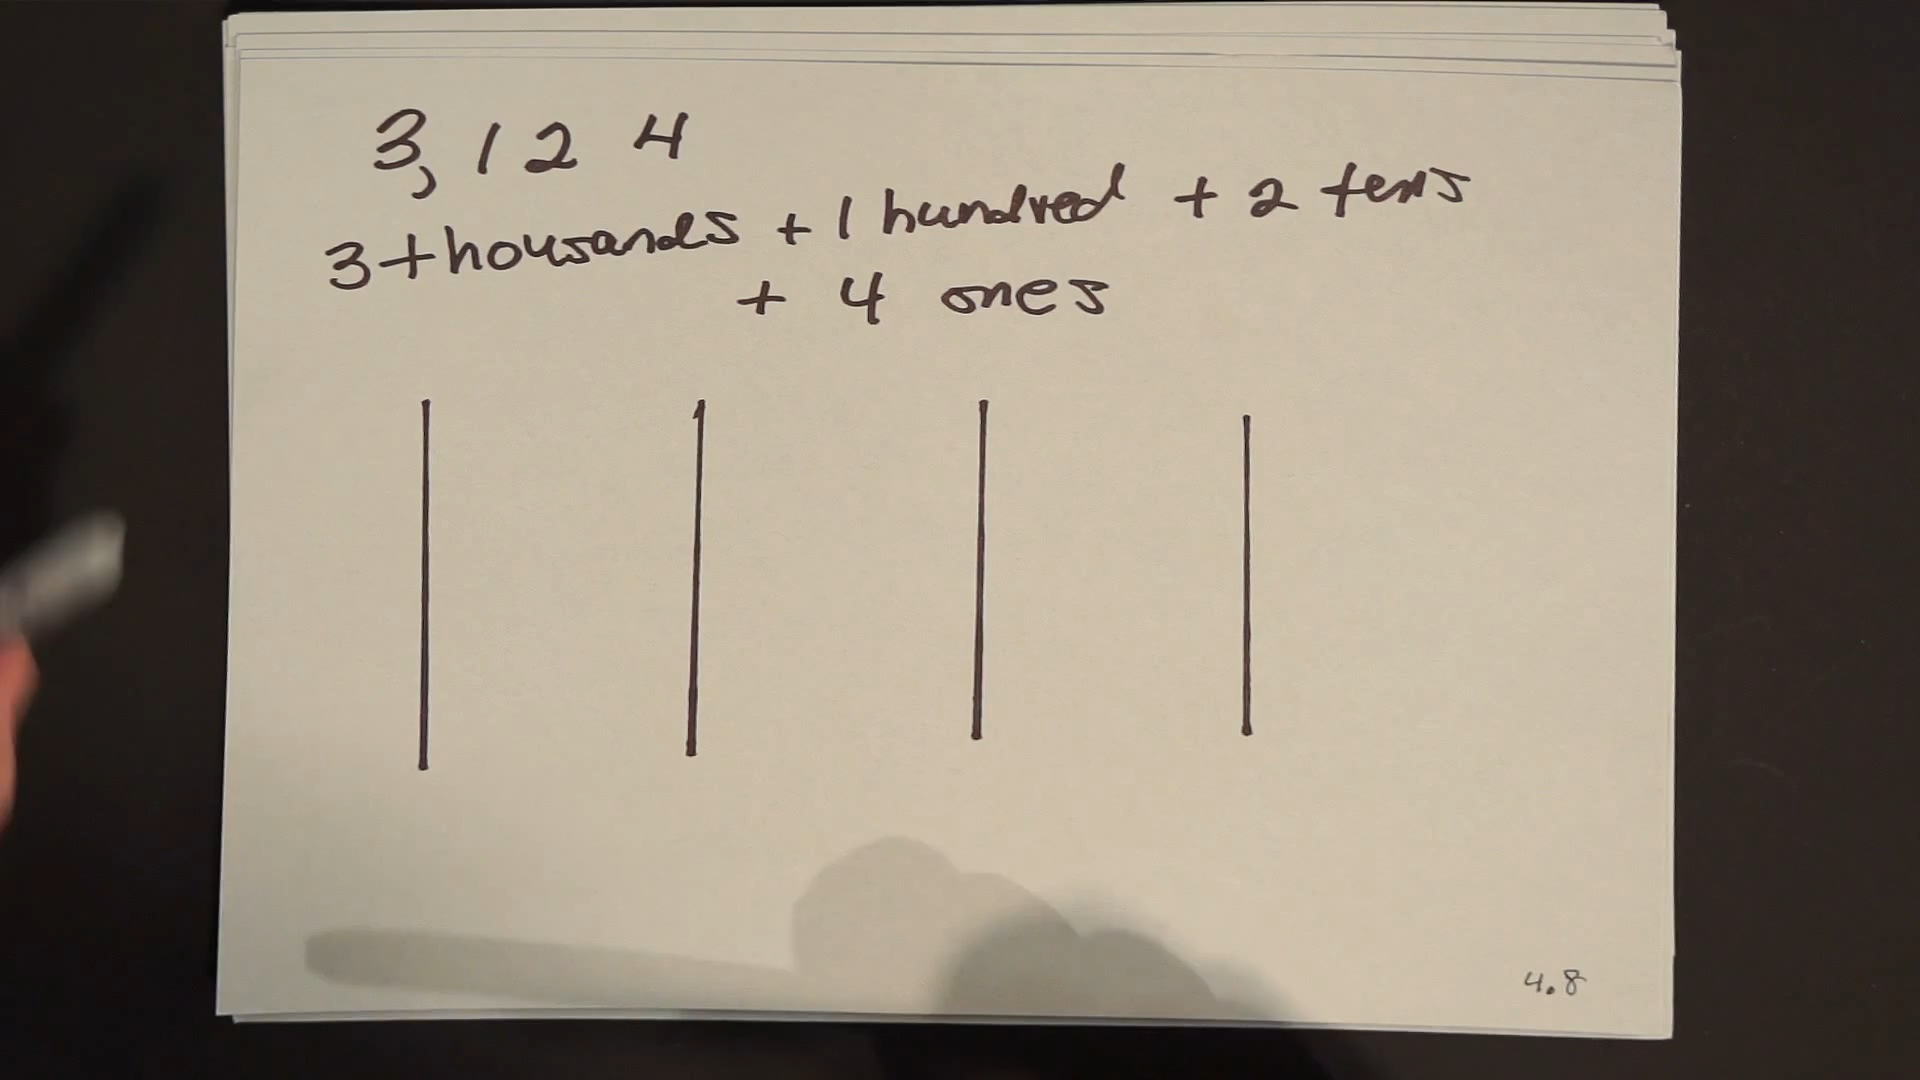 3,124
3 thousands + 1 hundred + 2 tens
+ 4 ones
4.8